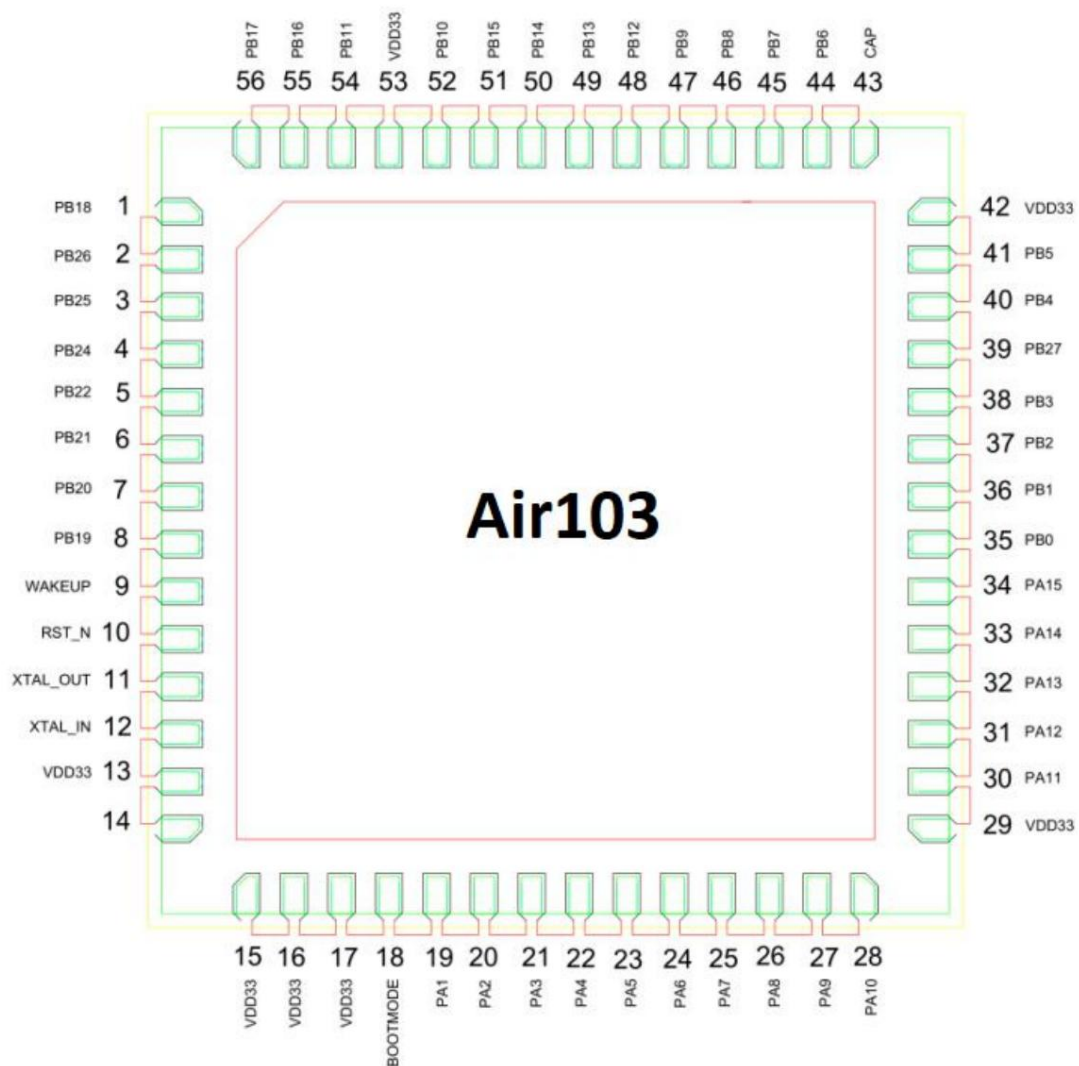 PB17 PB16 PB11 VDD33 PB10 PB15 PB14 PB13 PB12 PB9 PB8 PB7 PB6 CAP
56 55 54 53 52 51 50 49 48 47 46 45 44 43
PB18 1 42 VDD33
PB26 2 41 PB5
PB25 3 40 PB4
PB24 4 39 PB27
PB22 5 38 PB3
PB21 6 37 PB2
PB20 7 36 PB1
Air103
PB19 8 35 PB0
WAKEUP 9 34 PA15
RST_N 10 33 PA14
XTAL_OUT 11 32 PA13
XTAL_IN 12 31 PA12
VDD33 13 30 PA11
14 29 VDD33
15 16 17 18 19 20 21 22 23 24 25 26 27 28
VDD33 VDD33 VDD33 BOOTMODE PA1 PA2 PA3 PA4 PA5 PA6 PA7 PA8 PA9 PA10